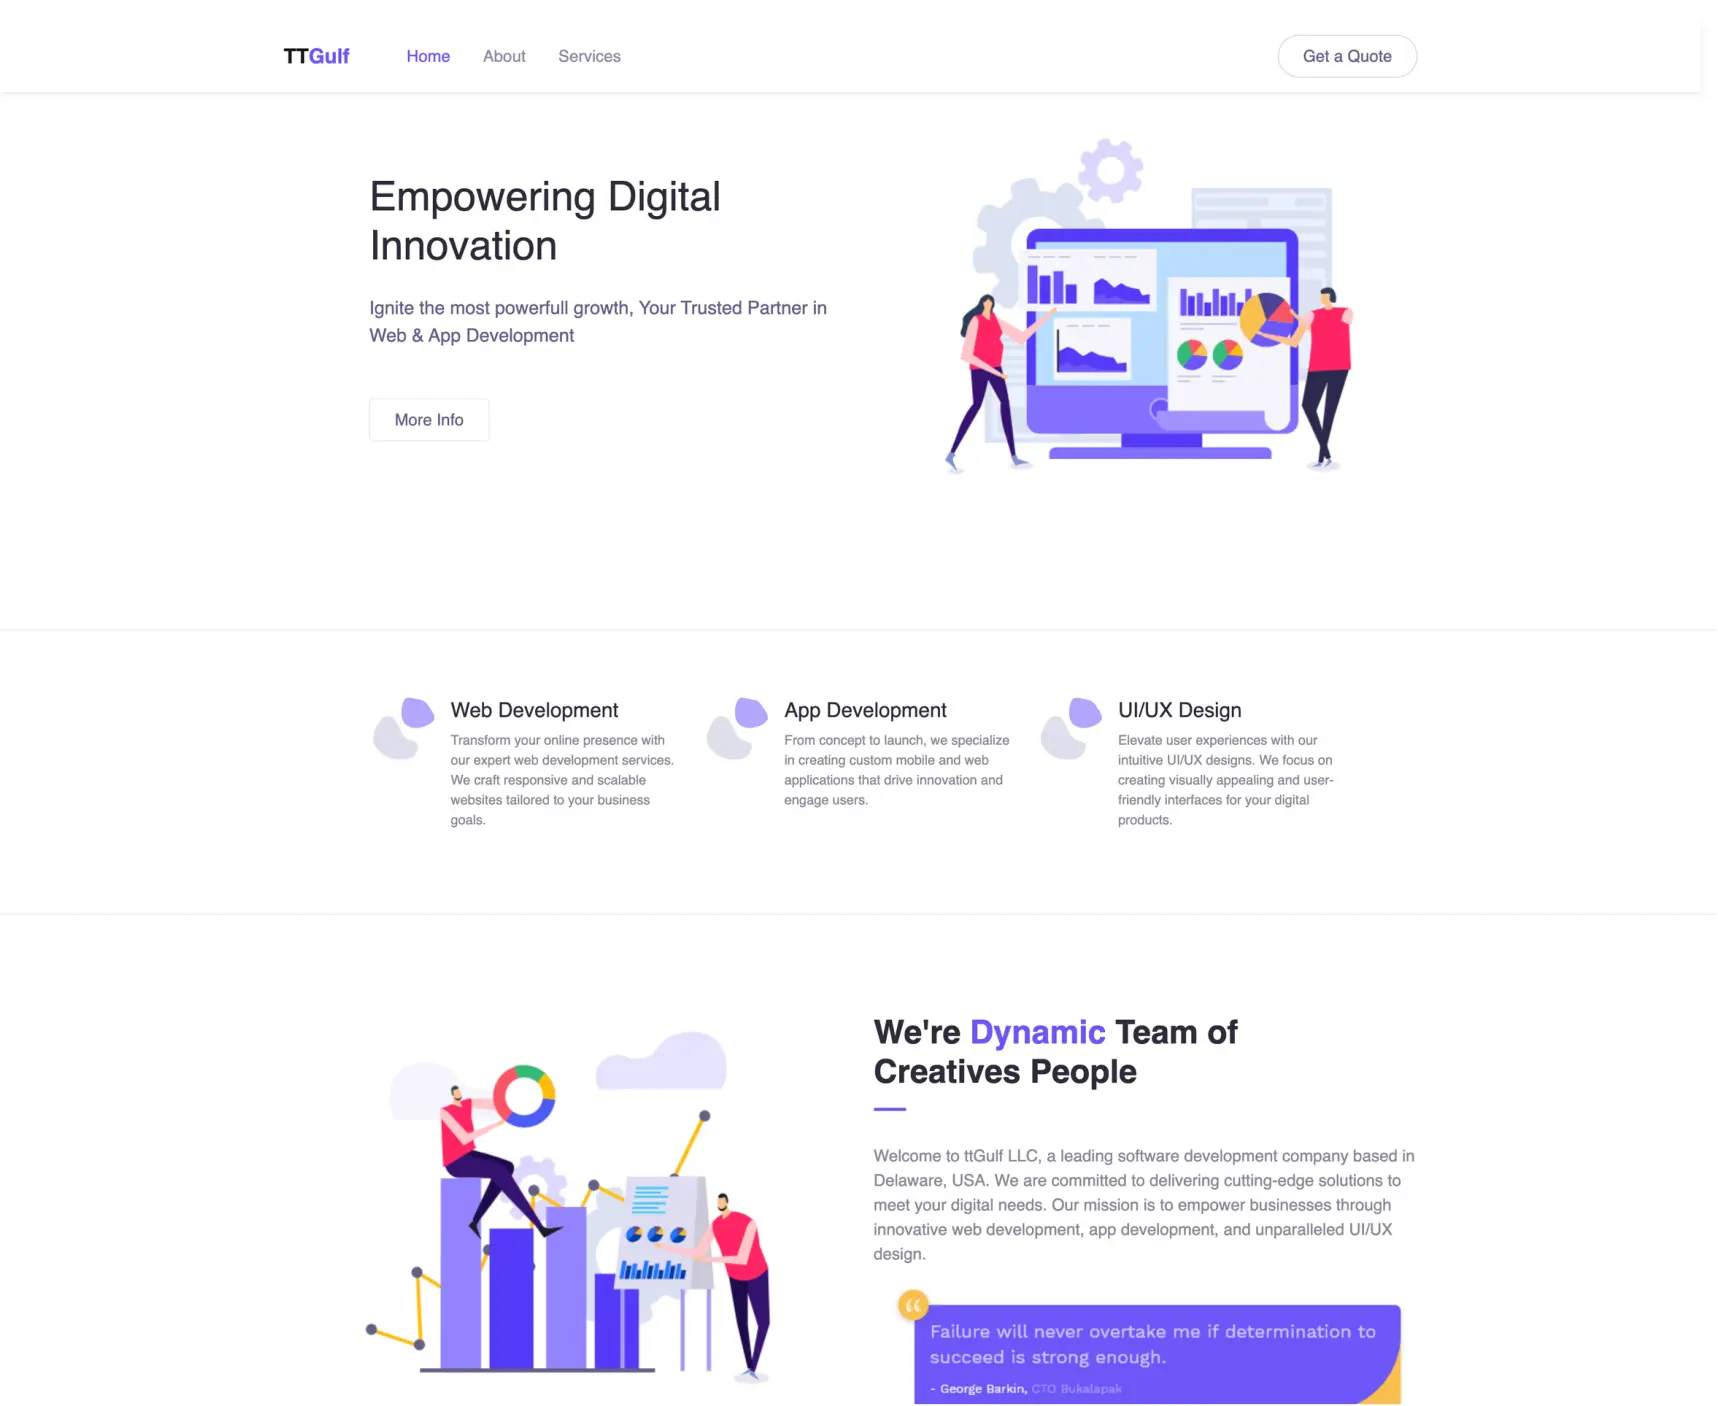 TTGulf
Home
About
Services
Get a Quote
Empowering Digital
Innovation
Ignite the most powerfull growth, Your Trusted Partner in
Web & App Development
More Info
Web Development
Transform your online presence with
our expert web development services.
We craft responsive and scalable
websites tailored to your business
goals.
App Development
From concept to launch, we specialize
in creating custom mobile and web
applications that drive innovation and
engage users.
UI/UX Design
Elevate user experiences with our
intuitive UI/UX designs. We focus on
creating visually appealing and user-
friendly interfaces for your digital
products.
We're Dynamic Team of
Creatives People
Welcome to ttGulf LLC, a leading software development company based in
Delaware, USA. We are committed to delivering cutting-edge solutions to
meet your digital needs. Our mission is to empower businesses through
innovative web development, app development, and unparalleled UI/UX
design.
Failure will never overtake me if determination to
succeed is strong enough.
- George Barkin, CTO Bukalapak